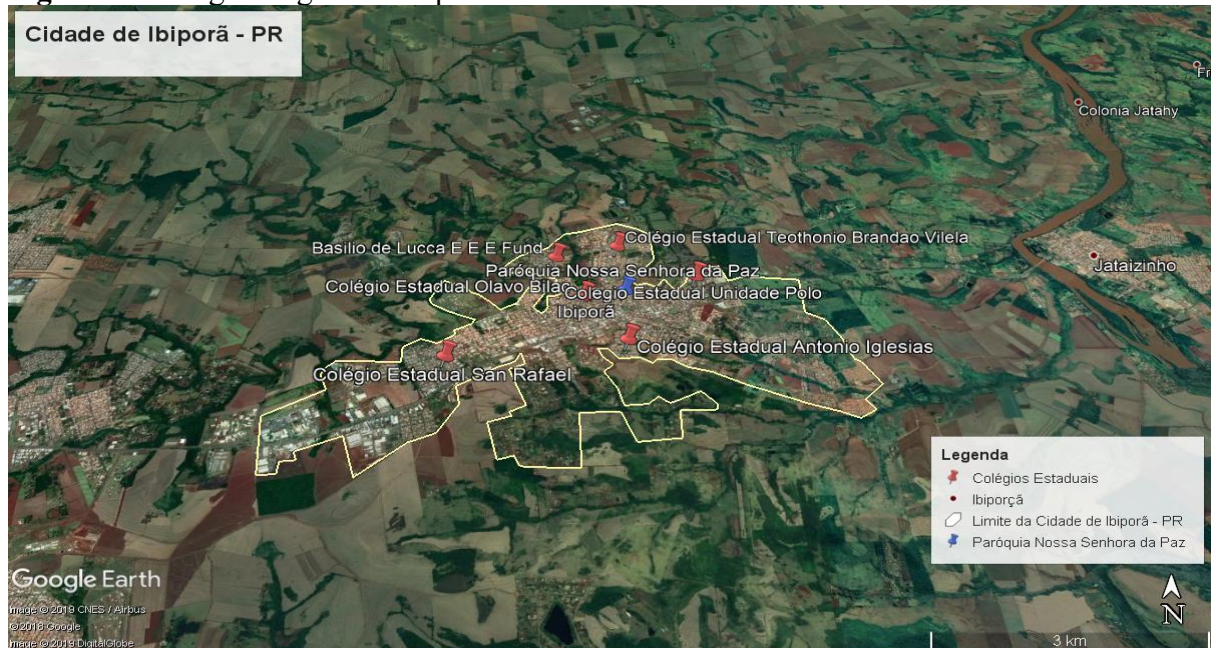 Cidade de Ibiporã - PR
Fr
Colonia Jatahy
Colégio Estadual Teothonio Brandao Vilela
Basilio de Lucca E E E Fund
Jataizinho
Paróquia Nossa Senhora da Paz
Colégio Estadual Olavo Bilac
Colegio Estadual Unidade Polo
Ibiporã
Colégio Estadual Antonio Iglesias
Colégio Estadual San Rafael
Legenda
Colégios Estaduais
Ibiporçã
Limite da Cidade de Ibiporã - PR
Paróquia Nossa Senhora da Paz
Google Earth
Image © 2019 CNES / Airbus
© 2018 Google
Image © 2019 DigitalGlobe
N
3 km